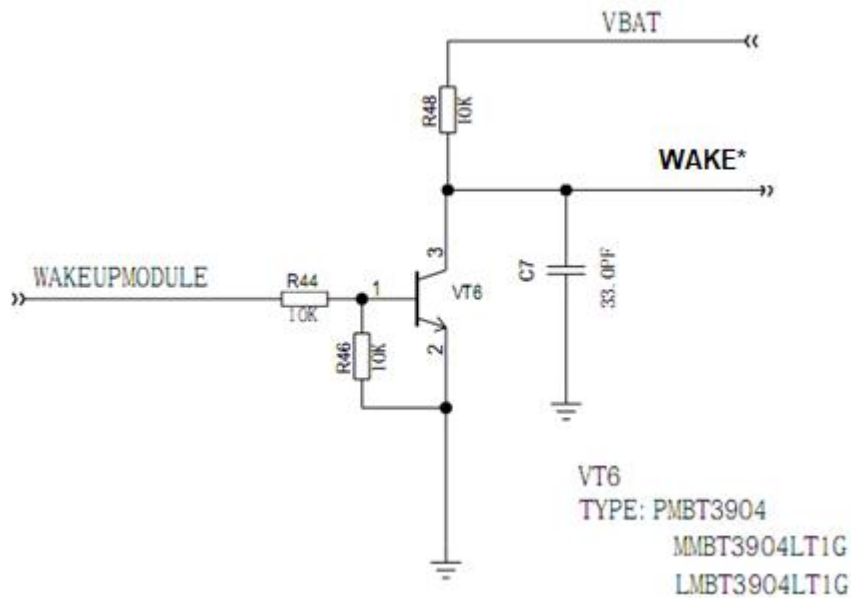 VBAT
R48
10K
WAKE*
WAKEUPMODULE
R44
10K
1
3
VT6
2
R46
10K
C7
33.0PF
VT6
TYPE: PMBT3904
MMBT3904LT1G
LMBT3904LT1G